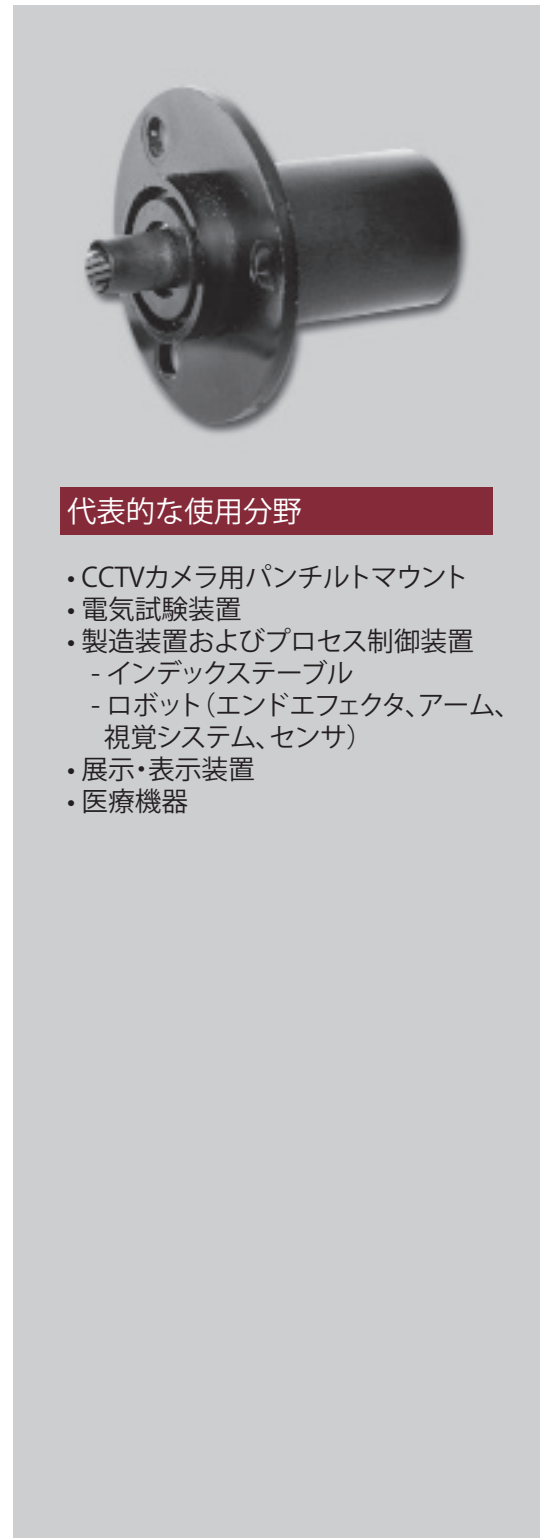 代表的な使用分野
• CCTVカメラ用パンチルトマウント
• 電気試験装置
• 製造装置およびプロセス制御装置
- インデックステーブル
- ロボット（エンドエフェクタ、アーム、
視覚システム、センサ）
• 展示・表示装置
• 医療機器